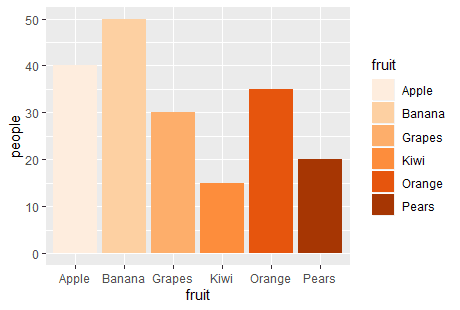 50
40
30
20
10
0
people
Apple Banana Grapes Kiwi Orange Pears
fruit
fruit
Apple
Banana
Grapes
Kiwi
Orange
Pears